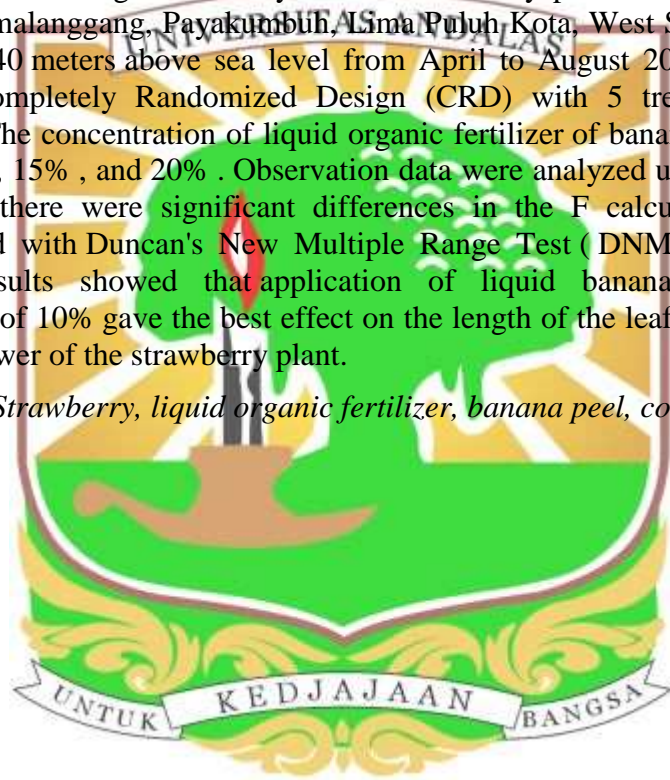 malanggang, Payakumbuh, Lima Puluh Kota, West S
UNIVERSITAS ANDALAS
40 meters above sea level from April to August 20
ompletely Randomized Design (CRD) with 5 tre
he concentration of liquid organic fertilizer of bana
, 15% , and 20% . Observation data were analyzed u
there were significant differences in the F calcu
d with Duncan's New Multiple Range Test ( DNM
sults showed that application of liquid banana
of 10% gave the best effect on the length of the leaf
wer of the strawberry plant.
Strawberry, liquid organic fertilizer, banana peel, co
UNTUK KEDJAJAAN BANGSA